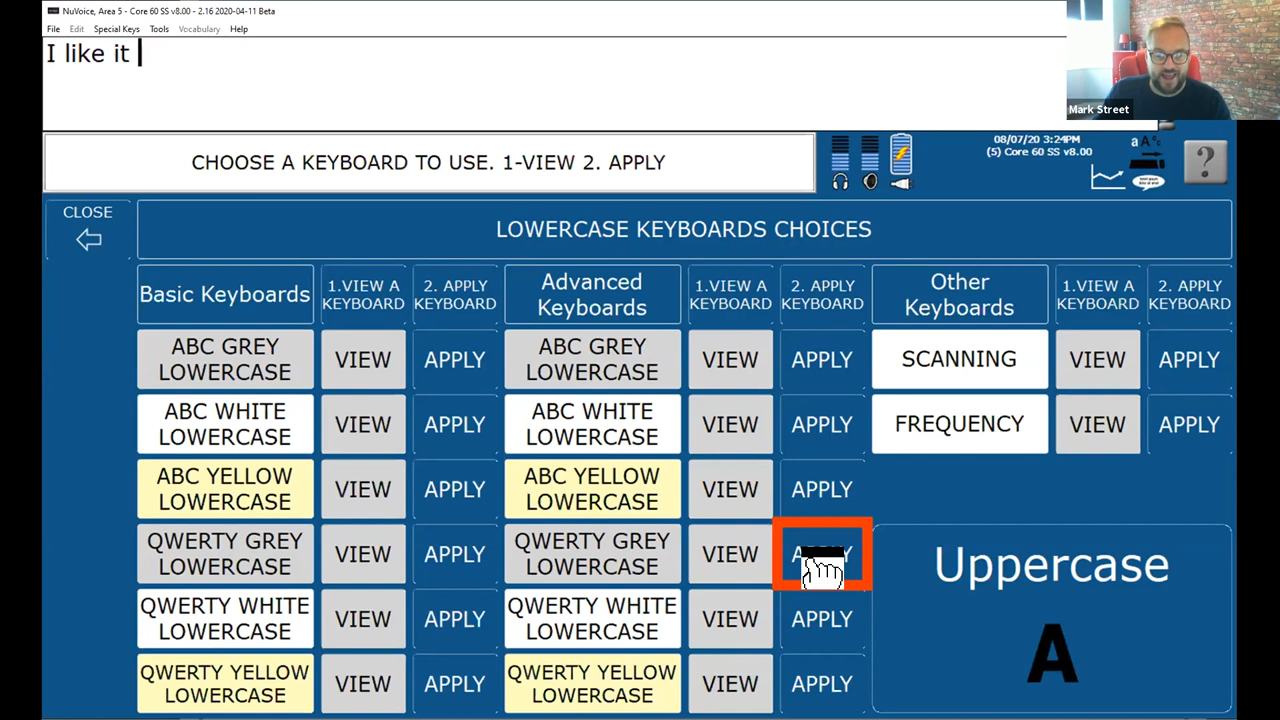 NuVoice, Area 5 - Core 60 SS v8.00 - 2.16 2020-04-11 Beta
File Edit Special Keys Tools Vocabulary Help
I like it
Mark Street
CHOOSE A KEYBOARD TO USE. 1-VIEW 2. APPLY
08/07/20 3:24PM
(5) Core 60 SS v8.00
?
CLOSE
LOWERCASE KEYBOARDS CHOICES
Basic Keyboards
1.VIEW A
KEYBOARD
2. APPLY
KEYBOARD
Advanced
Keyboards
1.VIEW A
KEYBOARD
2. APPLY
KEYBOARD
Other
Keyboards
1.VIEW A
KEYBOARD
2. APPLY
KEYBOARD
ABC GREY
LOWERCASE
VIEW
APPLY
ABC GREY
LOWERCASE
VIEW
APPLY
SCANNING
VIEW
APPLY
ABC WHITE
LOWERCASE
VIEW
APPLY
ABC WHITE
LOWERCASE
VIEW
APPLY
FREQUENCY
VIEW
APPLY
ABC YELLOW
LOWERCASE
VIEW
APPLY
ABC YELLOW
LOWERCASE
VIEW
APPLY
QWERTY GREY
LOWERCASE
VIEW
APPLY
QWERTY GREY
LOWERCASE
VIEW
APPLY
Uppercase
A
QWERTY WHITE
LOWERCASE
VIEW
APPLY
QWERTY WHITE
LOWERCASE
VIEW
APPLY
QWERTY YELLOW
LOWERCASE
VIEW
APPLY
QWERTY YELLOW
LOWERCASE
VIEW
APPLY